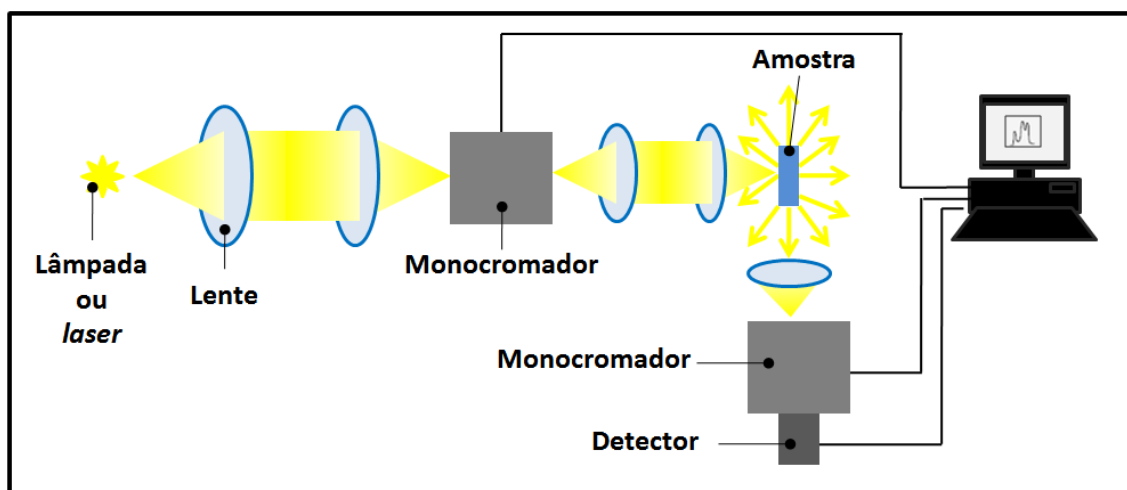 Amostra
Lâmpada
ou
laser
Lente
Monocromador
Monocromador
Detector